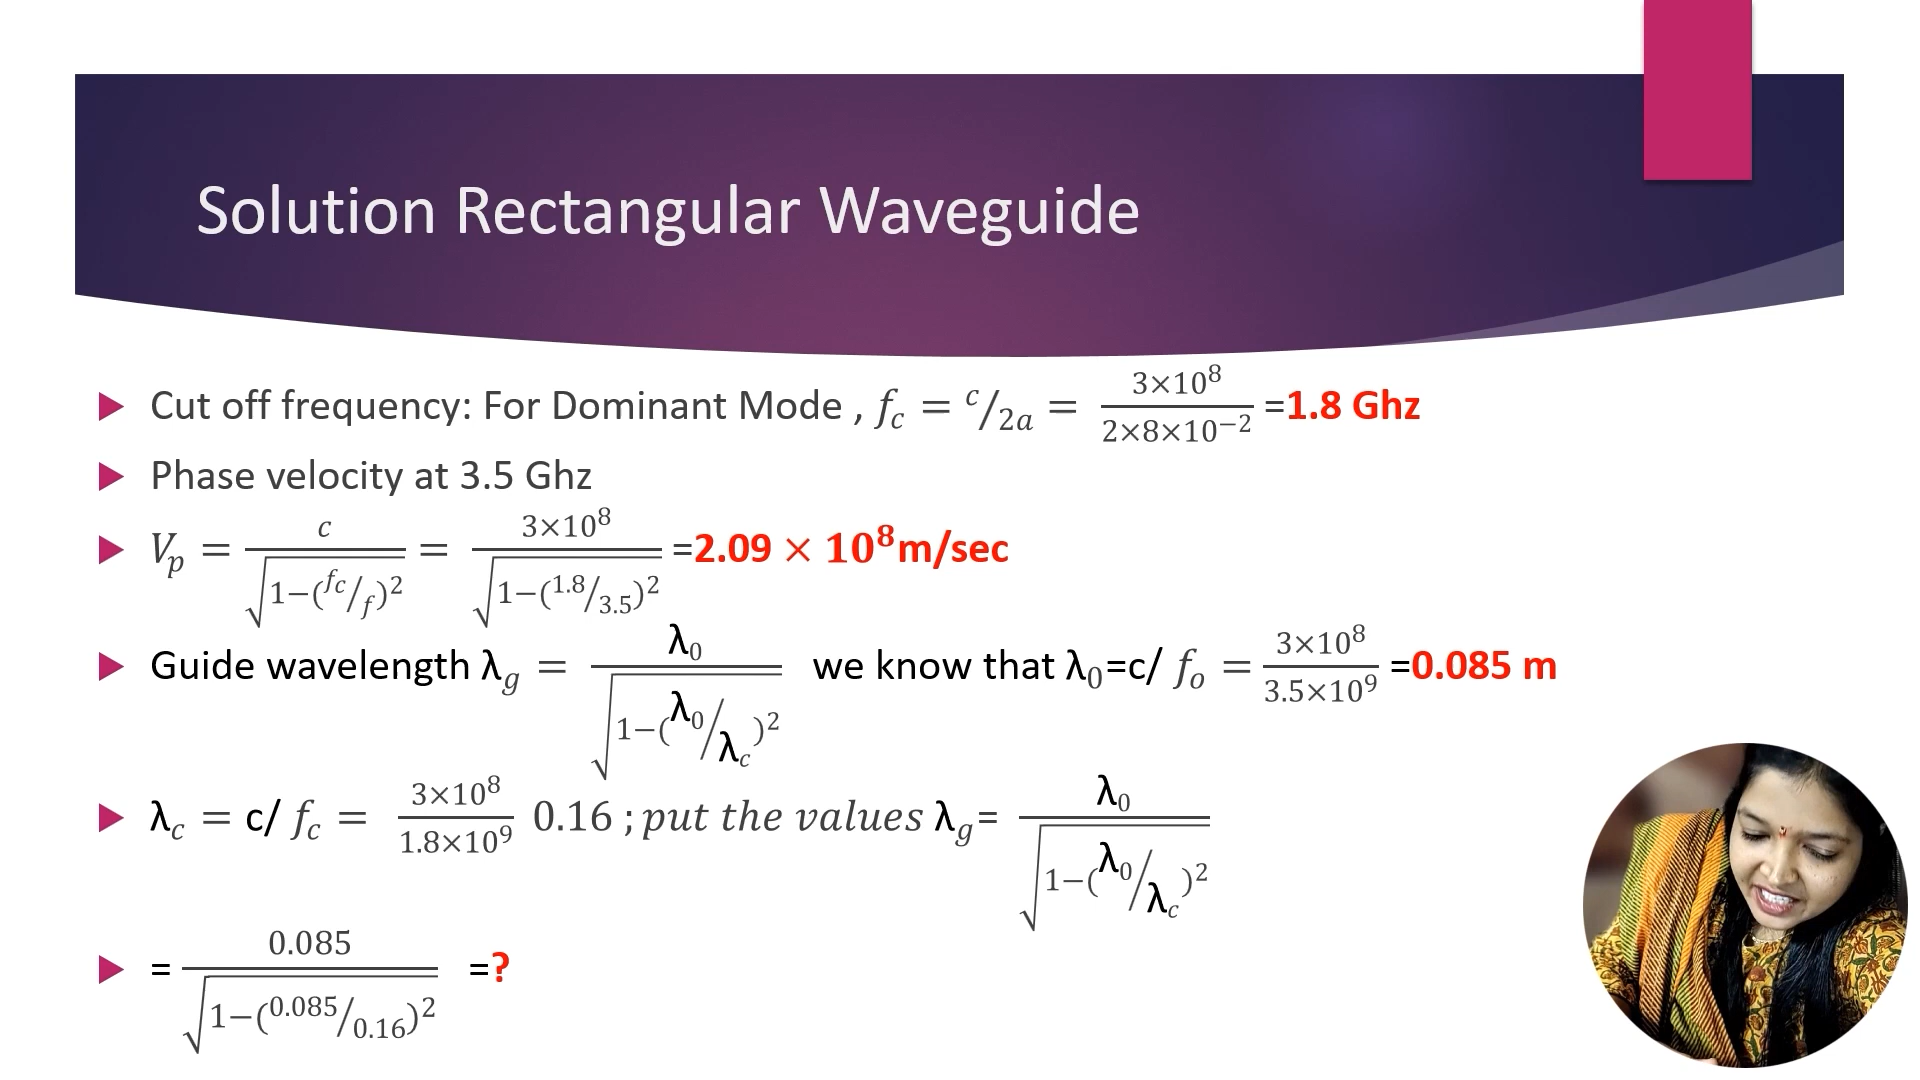 Solution Rectangular Waveguide
Cut off frequency: For Dominant Mode , f_c = c/2a = 3×10^8 / 2×8×10^−2 =1.8 Ghz
Phase velocity at 3.5 Ghz
V_p = c / √1−(fc/f)^2 = 3×10^8 / √1−(1.8/3.5)^2 =2.09 × 10^8 m/sec
Guide wavelength λ_g = λ_0 / √1−(λ_0/λ_c)^2 we know that λ_0=c/ f_o = 3×10^8 / 3.5×10^9 =0.085 m
λ_c = c/ f_c = 3×10^8 / 1.8×10^9 0.16 ; put the values λ_g= λ_0 / √1−(λ_0/λ_c)^2
= 0.085 / √1−(0.085/0.16)^2 =?